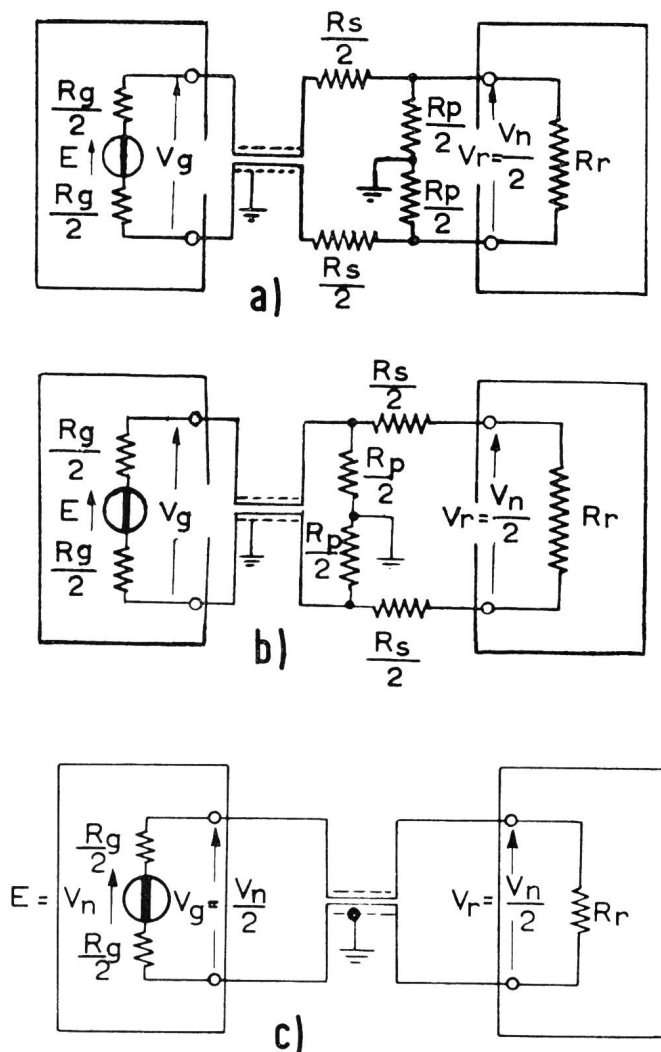 Rs/2
Rg/2
E
Rg/2
Vg
Rp/2
Rp/2
Vr=Vn/2
Rr
Rs/2
a)
Rs/2
Rg/2
E
Rg/2
Vg
Rp/2
Rp/2
Vr=Vn/2
Rr
Rs/2
b)
Rg/2
E = Vn
Rg/2
Vg=Vn/2
Vr=Vn/2
Rr
c)